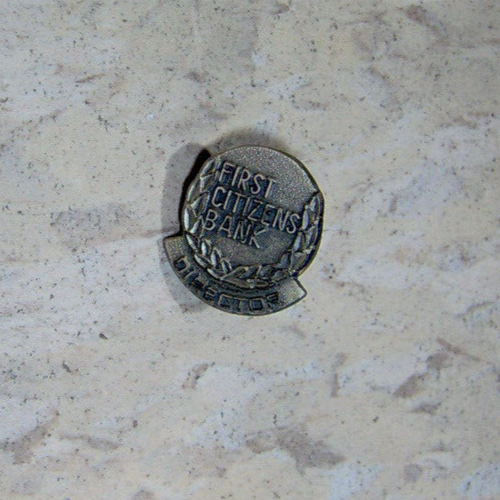 FIRST
CITIZENS
BANK
DIRECTOR